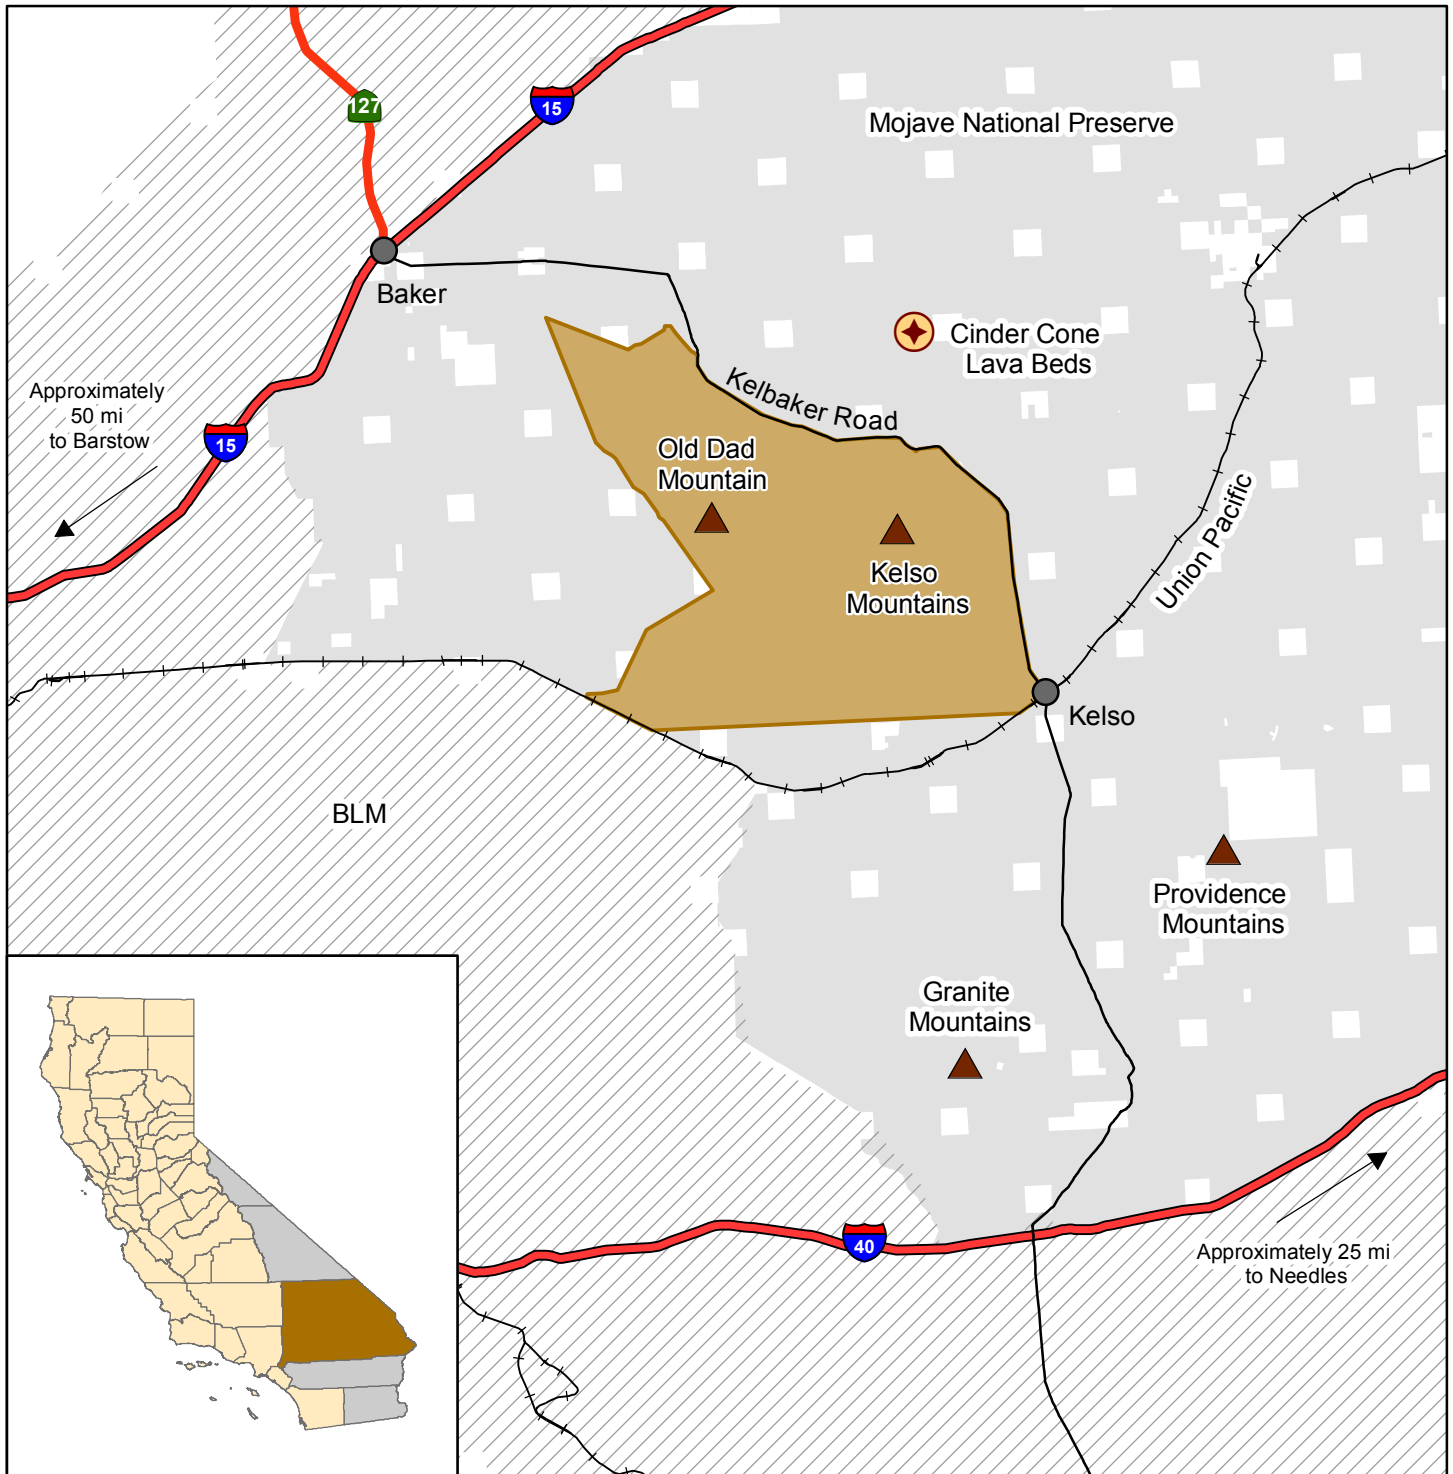 127
15
Mojave National Preserve
Baker
Cinder Cone
Lava Beds
Approximately
50 mi
to Barstow
15
Kelbaker Road
Old Dad
Mountain
Kelso
Mountains
Union Pacific
Kelso
BLM
Providence
Mountains
Granite
Mountains
40
Approximately 25 mi
to Needles